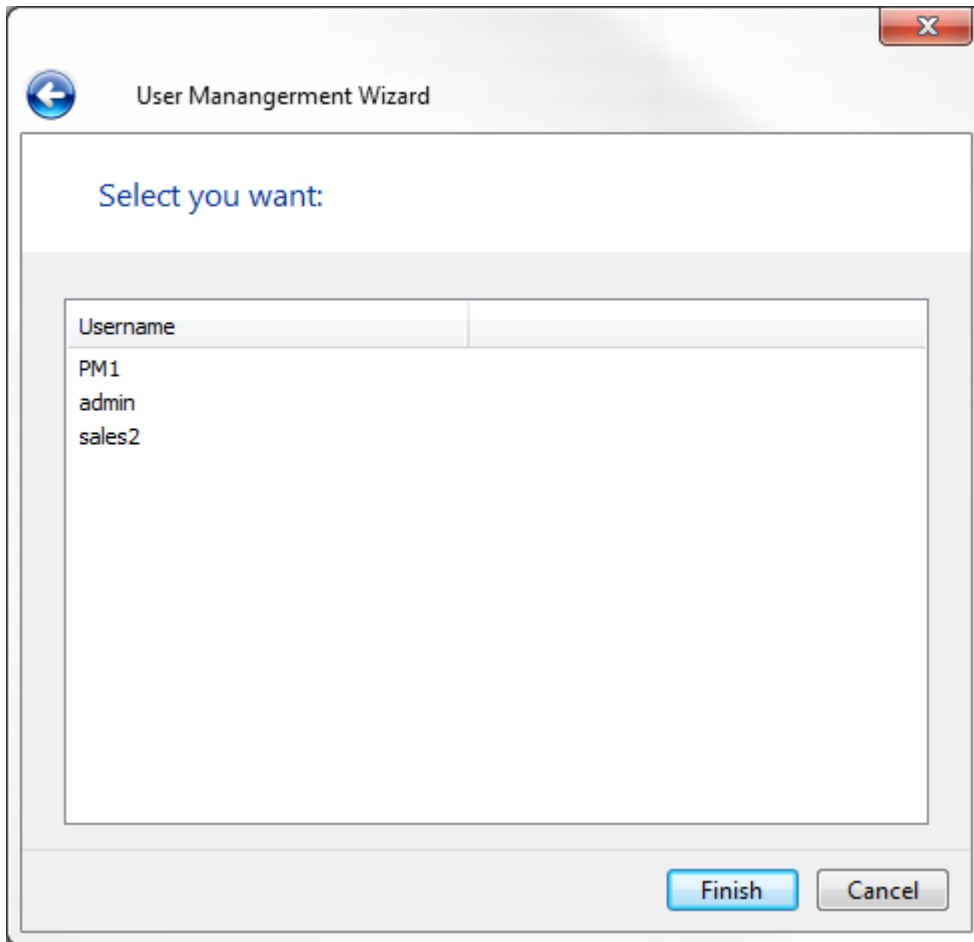 User Manangerment Wizard
Select you want:
Username
PM1
admin
sales2
Finish Cancel